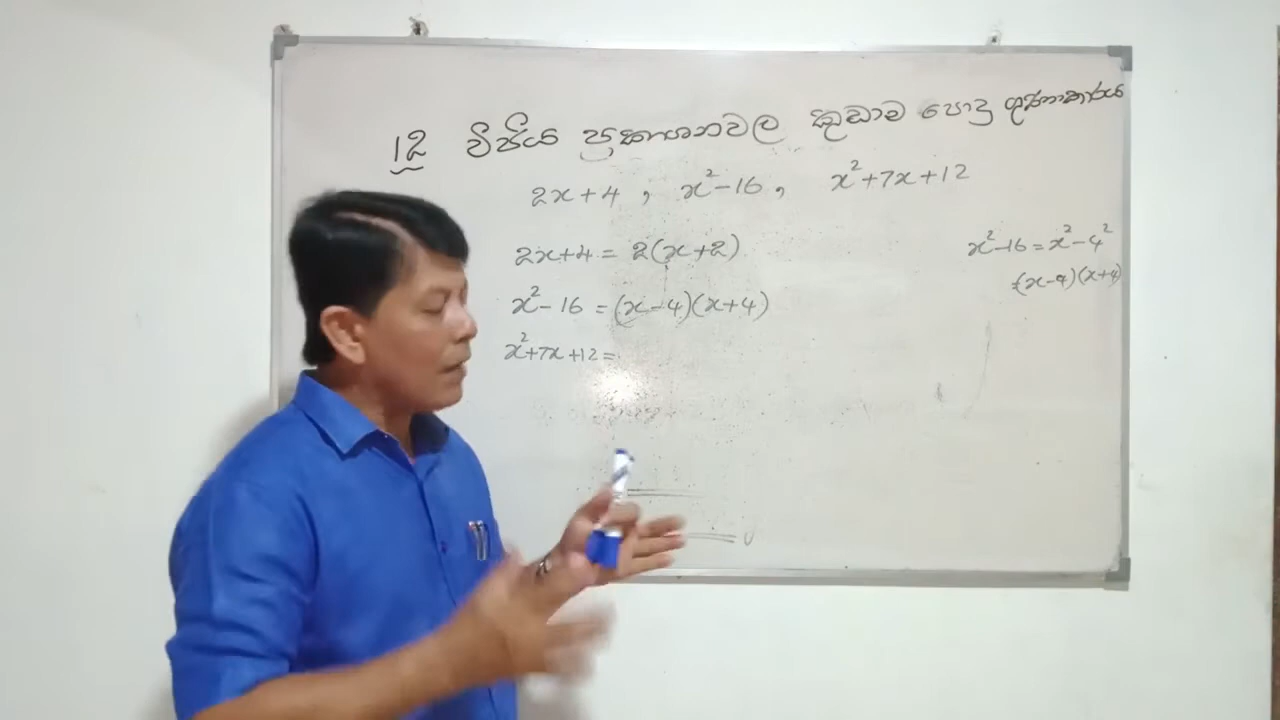 12 වීජීය ප්‍රකාශනවල කුඩාම පොදු ගුණාකාරය
2x+4 , x²-16 , x²+7x+12
2x+4 = 2(x+2)
x²-16 = (x-4)(x+4)
x²+7x+12 =
x²-16 = x²-4²
=(x-4)(x+4)